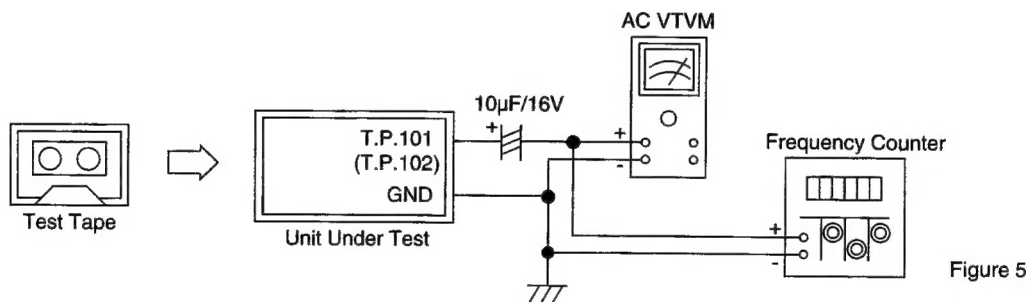 AC VTVM
10μF/16V
+
T.P.101
(T.P.102)
GND
+
-
Frequency Counter
+
-
Test Tape
Unit Under Test
Figure 5